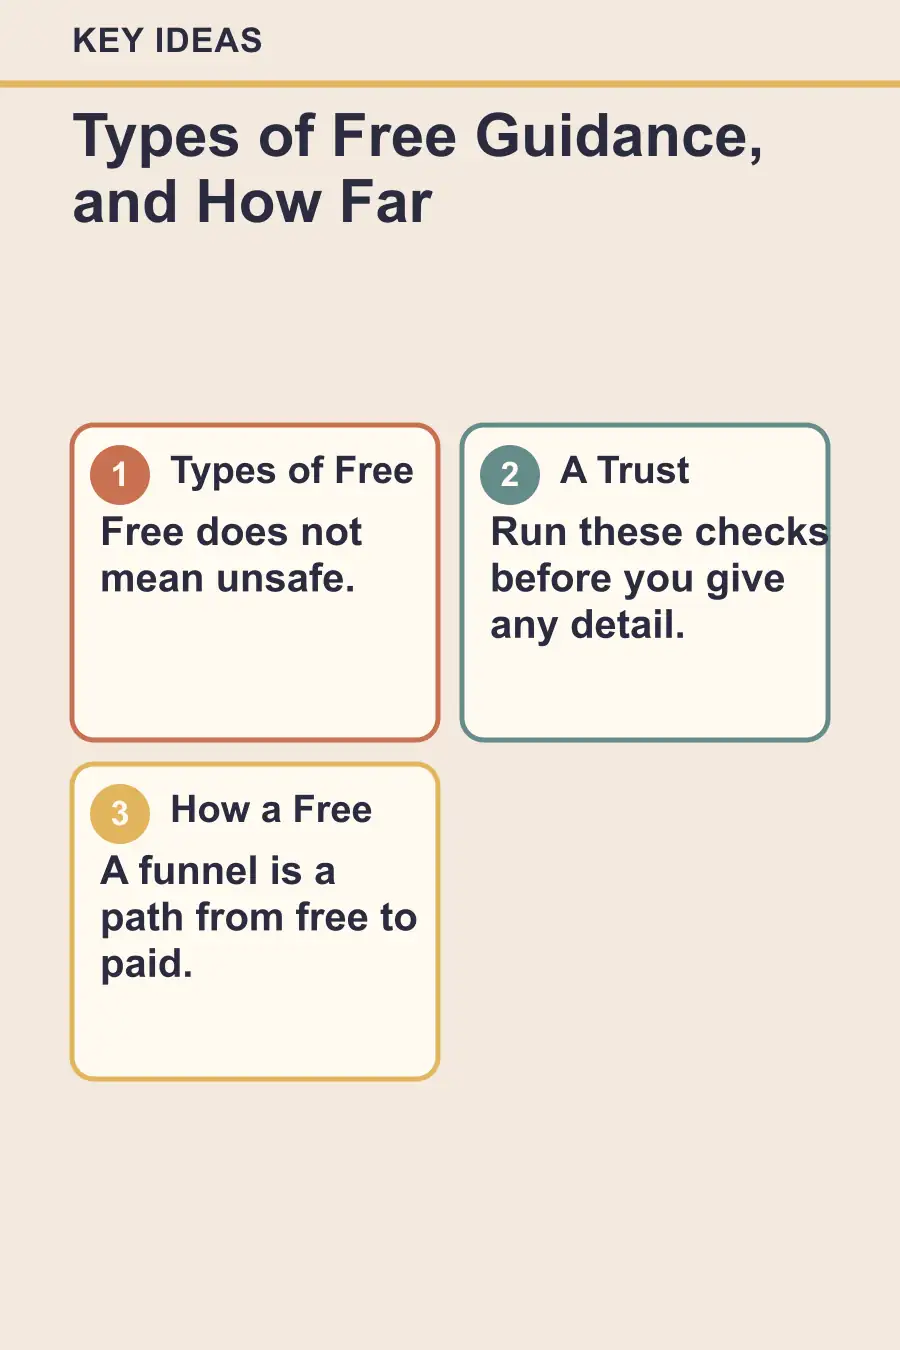 KEY IDEAS
Types of Free Guidance,
and How Far
1
Types of Free
Free does not
mean unsafe.
2
A Trust
Run these checks
before you give
any detail.
3
How a Free
A funnel is a
path from free to
paid.